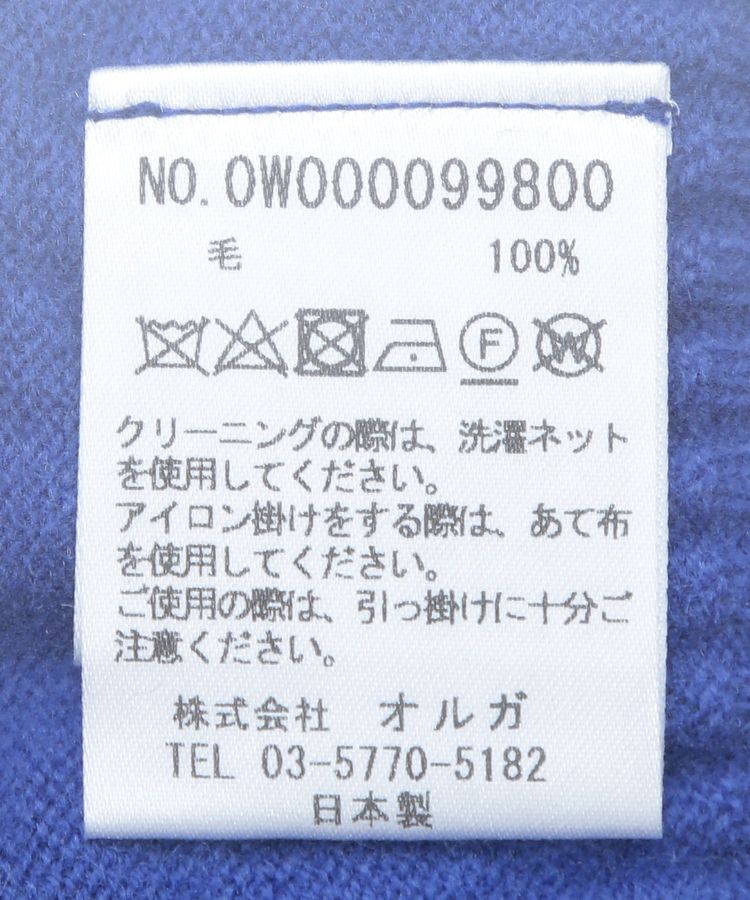 NO. OW000099800
毛 100%
F W
クリーニングの際は、洗濯ネット
を使用してください。
アイロン掛けをする際は、あて布
を使用してください。
ご使用の際は、引っ掛けに十分ご
注意ください。
株式会社 オルガ
TEL 03-5770-5182
日本製